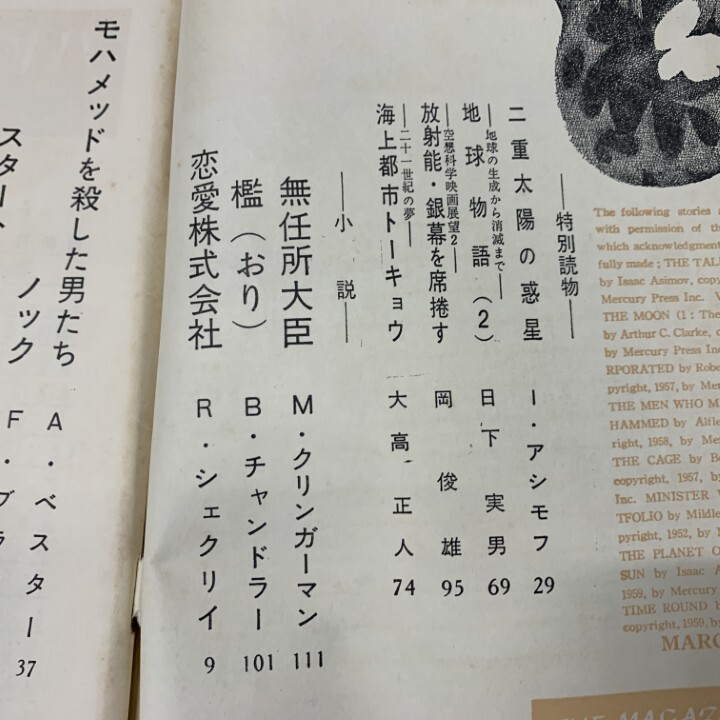 ―特別読物―
二重太陽の惑星 I・アシモフ 29
―地球の生成から消滅まで―
地球物語(2) 日下実男 69
―空想科学映画展望2―
放射能・銀幕を席捲す 岡俊雄 95
―二十一世紀の夢―
海上都市トーキョウ 大高正人 74
―小説―
無任所大臣 M・クリンガーマン 111
檻(おり) B・チャンドラー 101
恋愛株式会社 R・シェクリイ 9
モハメッドを殺した男たち A・ベスター 37
スター、ノック F・ブラ
The following stories
with permission of th
which acknowledgment
fully made; THE TAL
by Isaac Asimov, copy
Mercury Press Inc.
THE MOON (1: The
by Arthur C. Clarke, c
by Mercury Press Inc
RPORATED by Robe
pyright, 1957, by Mer
THE MEN WHO M
HAMMED by Alfle
right, 1958, by Mer
THE CAGE by Be
copyright, 1957, b
Inc. MINISTER
TFOLIO by Mildle
pyright, 1952, by
THE PLANET O
SUN by Isaac A
1959, by Mercury
TIME ROUND b
copyright, 1959, by
MARC
THE MAGAZ